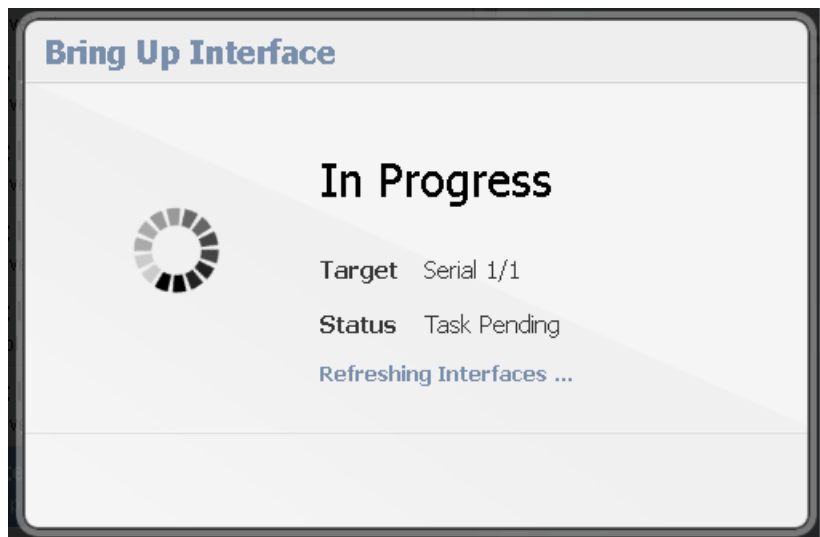 Bring Up Interface
In Progress
Target Serial 1/1
Status Task Pending
Refreshing Interfaces ...